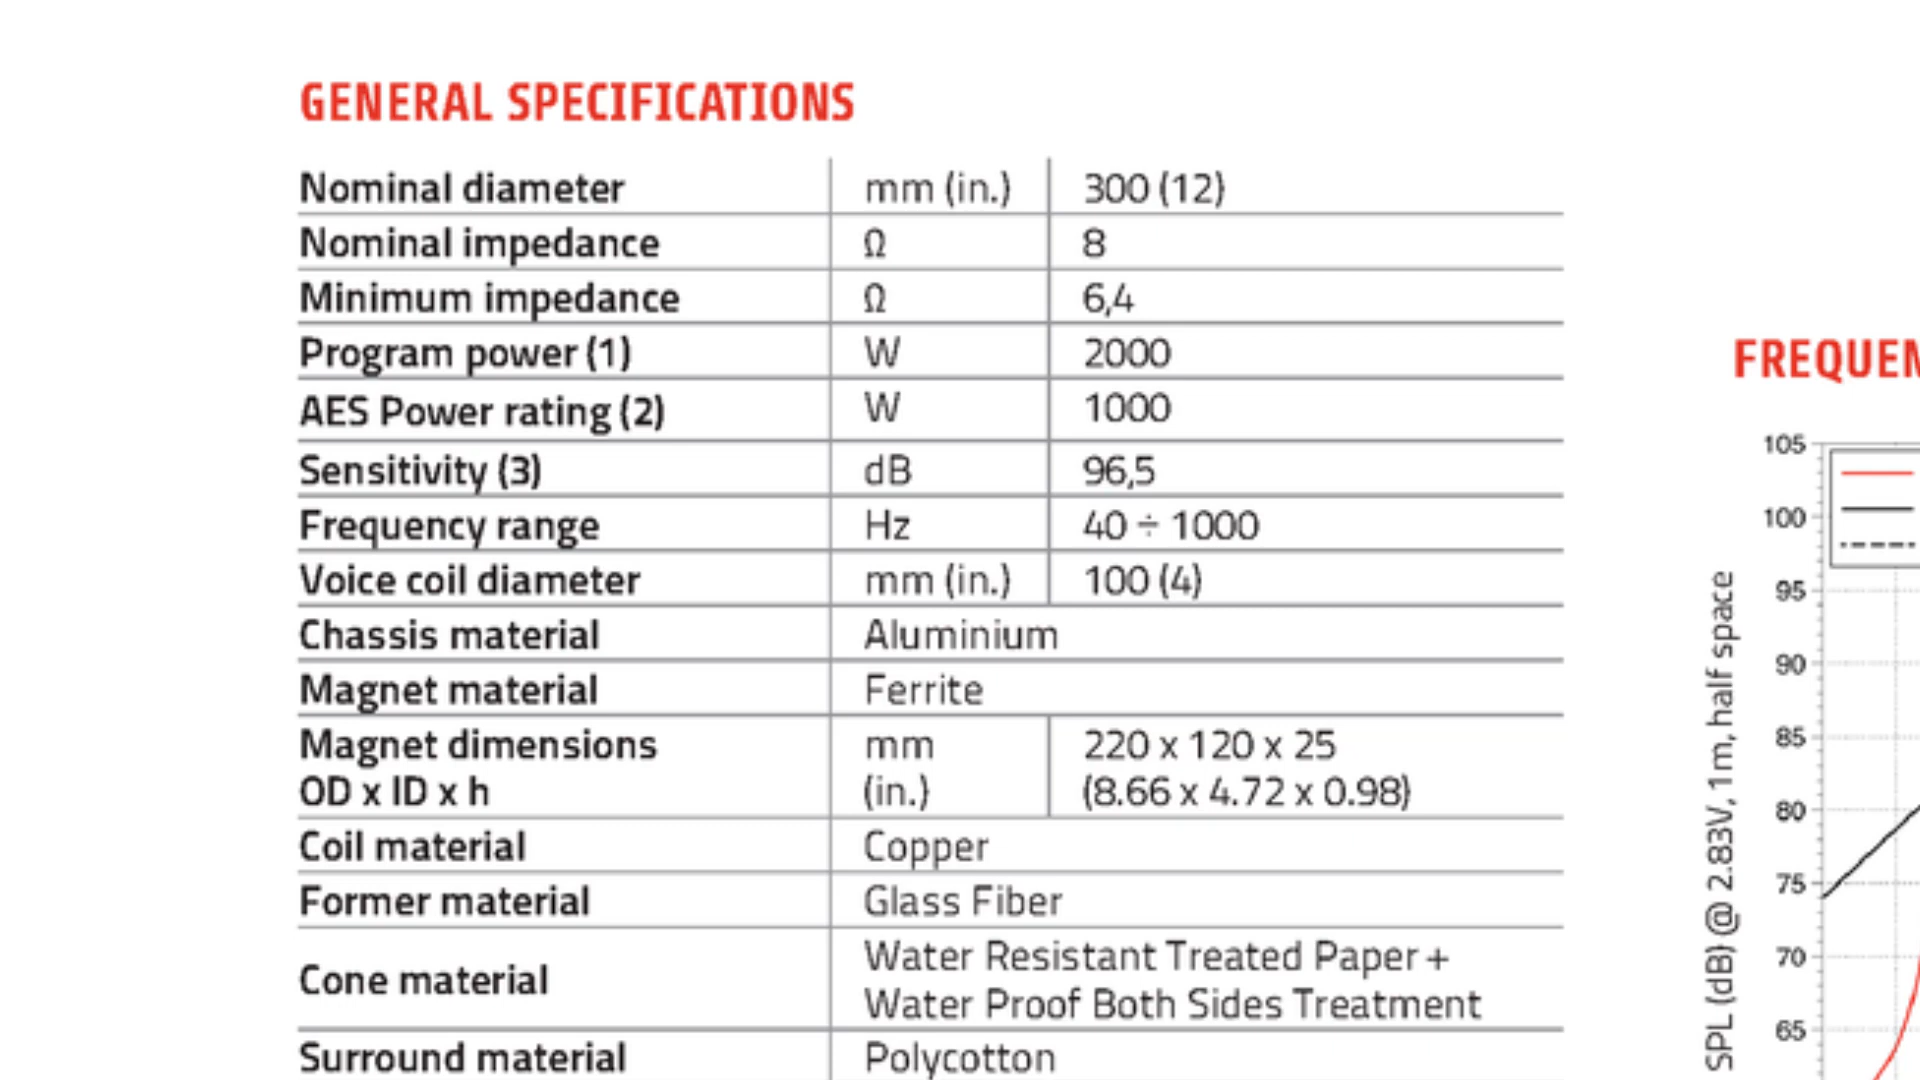 GENERAL SPECIFICATIONS
Nominal diameter mm (in.) 300 (12)
Nominal impedance Ω 8
Minimum impedance Ω 6,4
Program power (1) W 2000
AES Power rating (2) W 1000
Sensitivity (3) dB 96,5
Frequency range Hz 40 ÷ 1000
Voice coil diameter mm (in.) 100 (4)
Chassis material Aluminium
Magnet material Ferrite
Magnet dimensions mm 220 x 120 x 25
OD x ID x h (in.) (8.66 x 4.72 x 0.98)
Coil material Copper
Former material Glass Fiber
Cone material Water Resistant Treated Paper +
Water Proof Both Sides Treatment
Surround material Polycotton
FREQUEN
SPL (dB) @ 2.83V, 1m, half space
105
100
95
90
85
80
75
70
65